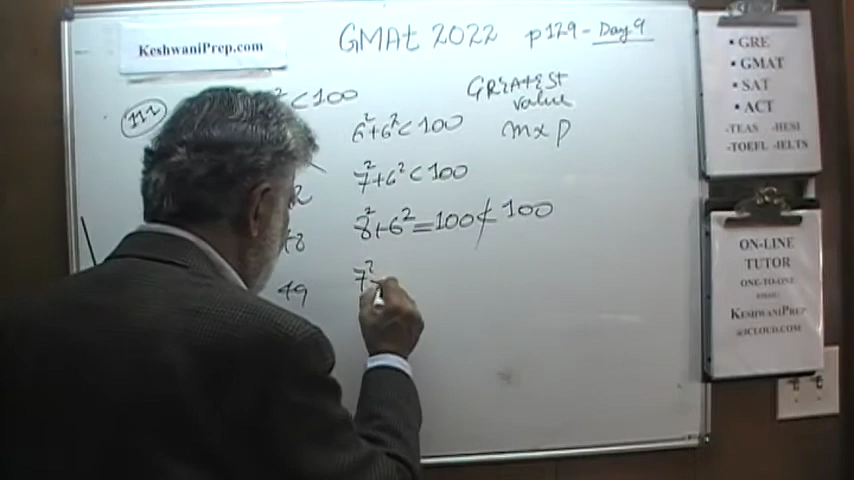 KeshwaniPrep.com
GMAt 2022 p129 - Day 9
111
² < 100
GREAtESt
value
m x p
6² + 6² < 100
7² + 6² < 100
8² + 6² = 100 ≮ 100
49
7²
• GRE
• GMAT
• SAT
• ACT
-TEAS -HESI
-TOEFL -IELTS
ON-LINE
TUTOR
ONE-TO-ONE
KESHWANIPREP
@ICLOUD.COM